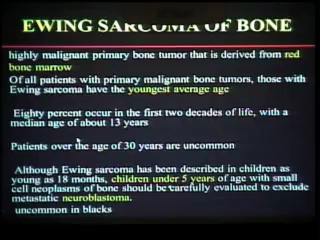 EWING SARCOMA OF BONE
highly malignant primary bone tumor that is derived from red
bone marrow
Of all patients with primary malignant bone tumors, those with
Ewing sarcoma have the youngest average age
Eighty percent occur in the first two decades of life, with a
median age of about 13 years
Patients over the age of 30 years are uncommon
Although Ewing sarcoma has been described in children as
young as 18 months, children under 5 years of age with small
cell neoplasms of bone should be carefully evaluated to exclude
metastatic neuroblastoma.
uncommon in blacks